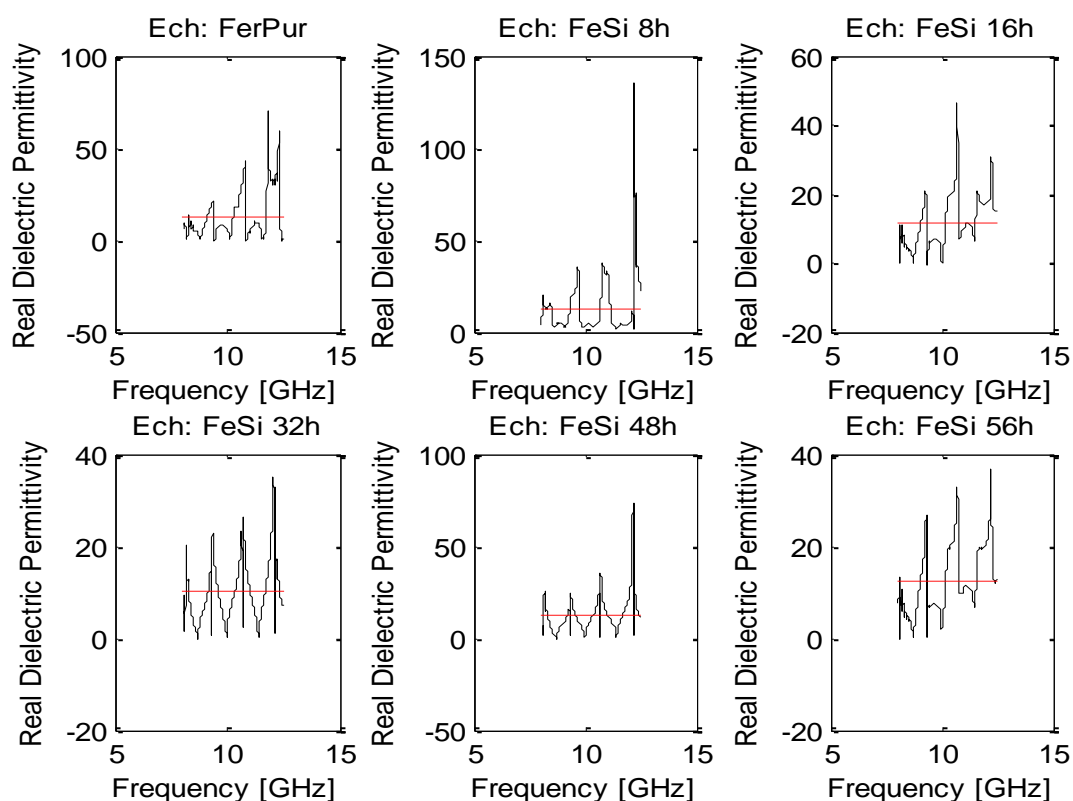 Ech: FerPur
Real Dielectric Permittivity
100
50
0
-50
5
10
15
Frequency [GHz]
Ech: FeSi 8h
Real Dielectric Permittivity
150
100
50
0
5
10
15
Frequency [GHz]
Ech: FeSi 16h
Real Dielectric Permittivity
60
40
20
0
-20
5
10
15
Frequency [GHz]
Ech: FeSi 32h
Real Dielectric Permittivity
40
20
0
-20
5
10
15
Frequency [GHz]
Ech: FeSi 48h
Real Dielectric Permittivity
100
50
0
-50
5
10
15
Frequency [GHz]
Ech: FeSi 56h
Real Dielectric Permittivity
40
20
0
-20
5
10
15
Frequency [GHz]